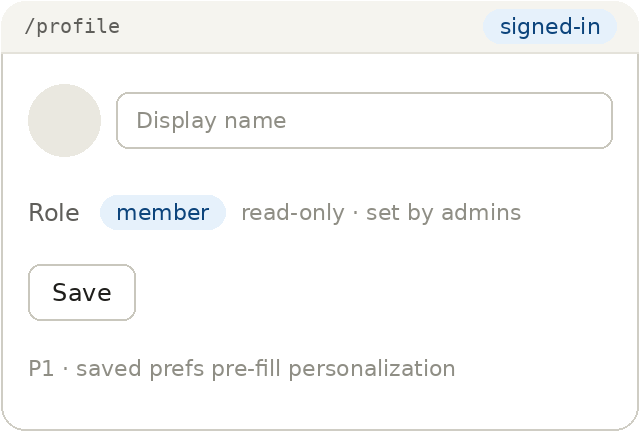 /profile signed-in
Display name
Role member read-only · set by admins
Save
P1 · saved prefs pre-fill personalization